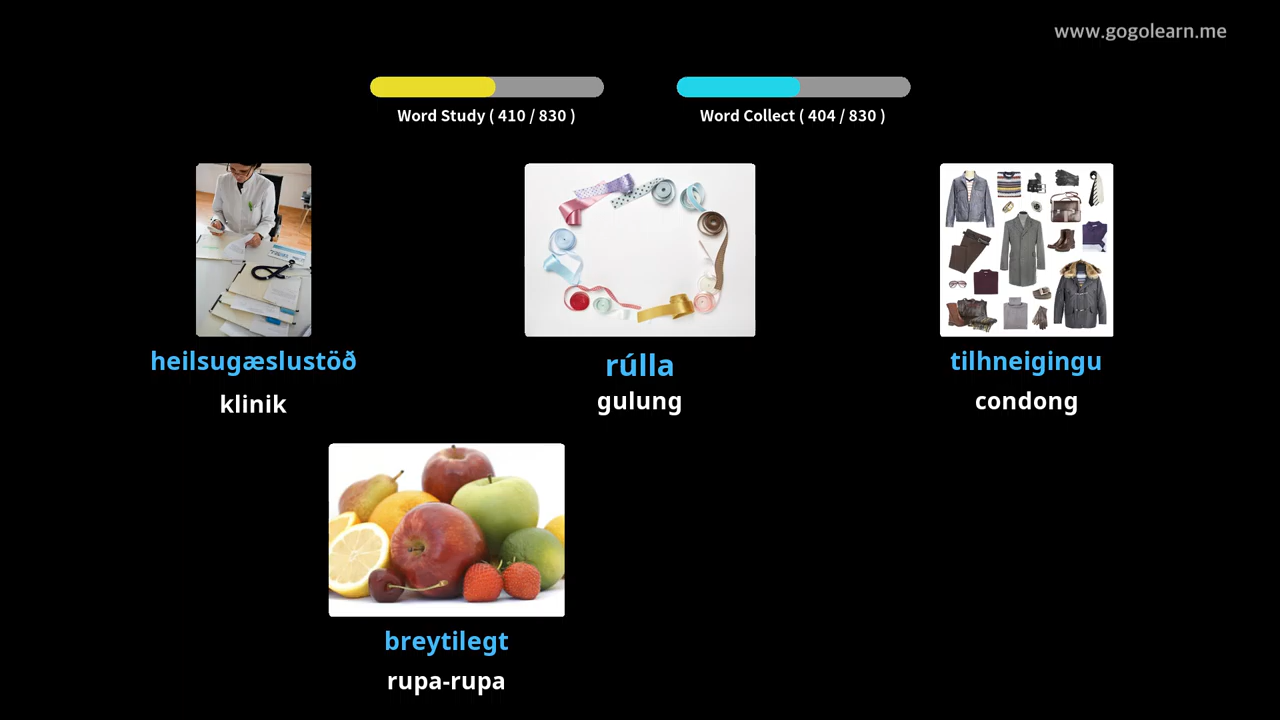 www.gogolearn.me
Word Study ( 410 / 830 )
Word Collect ( 404 / 830 )
heilsugæslustöð
klinik
rúlla
gulung
tilhneigingu
condong
breytilegt
rupa-rupa